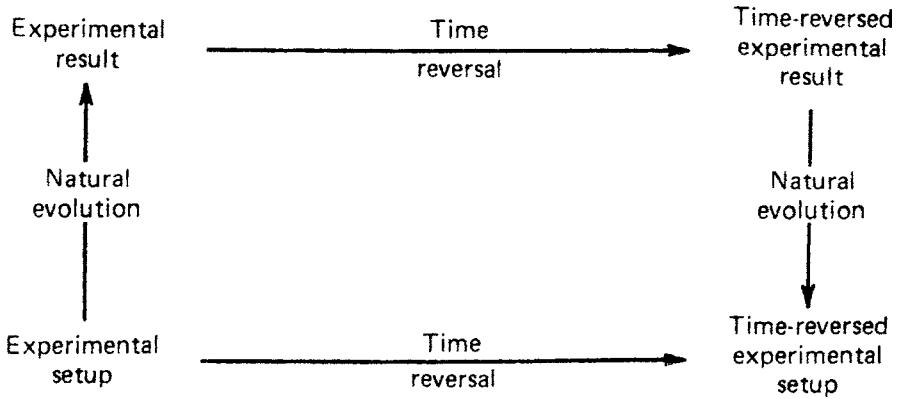 Experimental
result
Time
reversal
Time-reversed
experimental
result
Natural
evolution
Natural
evolution
Experimental
setup
Time
reversal
Time-reversed
experimental
setup